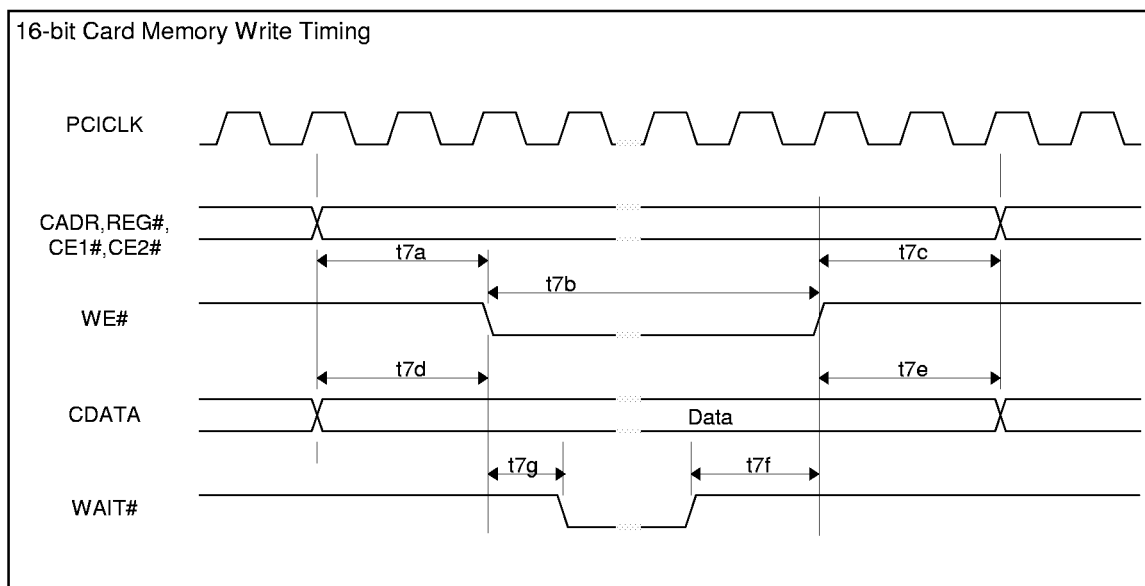 16-bit Card Memory Write Timing
PCICLK
CADR,REG#,
CE1#,CE2#
t7a
t7c
t7b
WE#
t7d
t7e
CDATA
Data
t7g
t7f
WAIT#